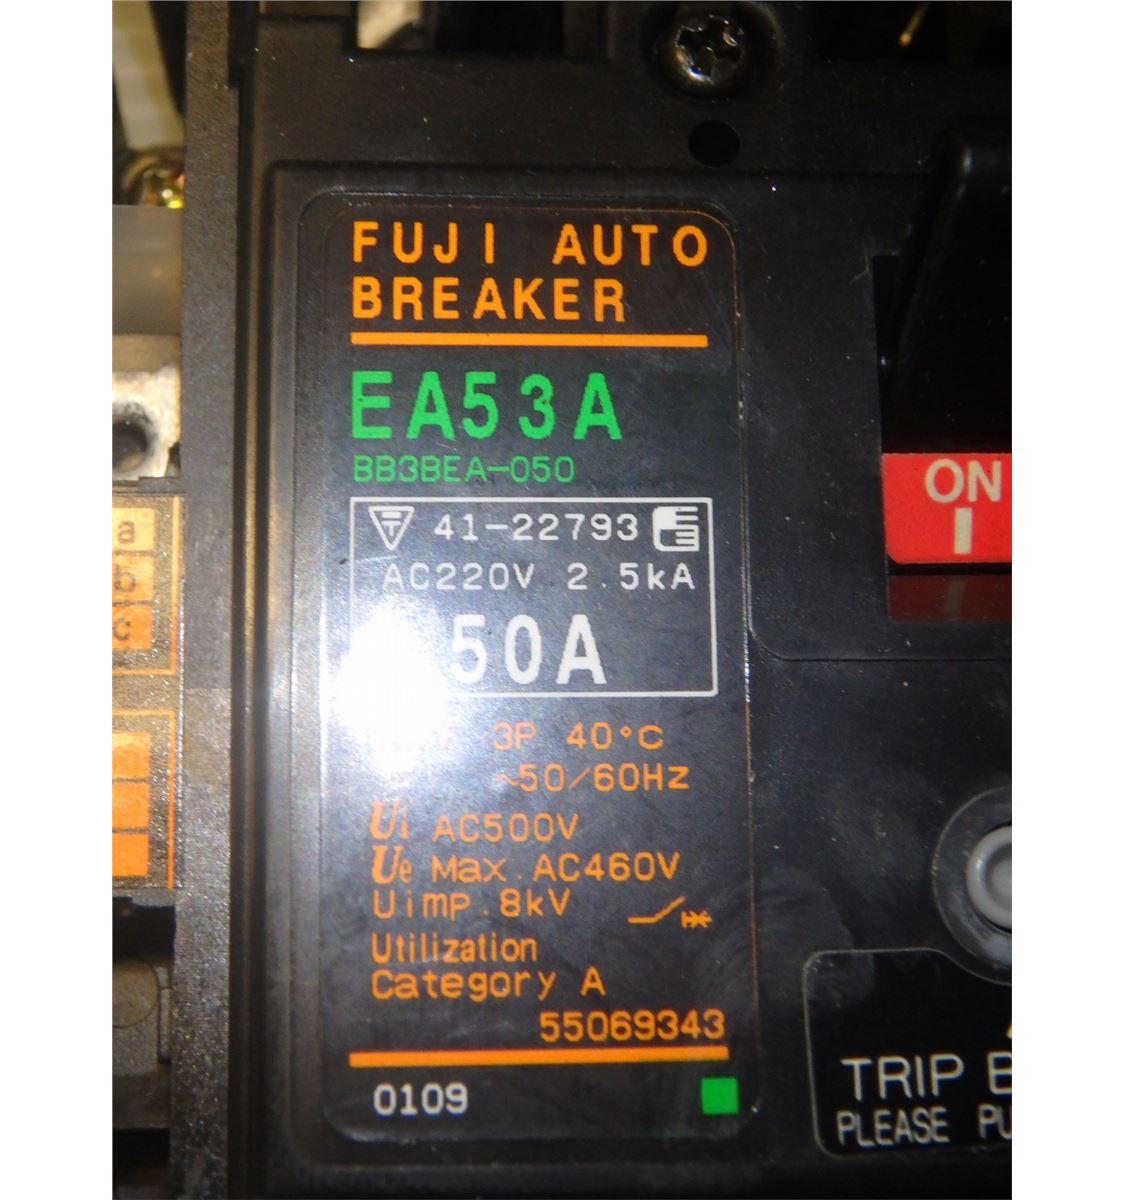 FUJI AUTO
BREAKER
EA53A
BB3BEA-050
41-22793
AC220V 2.5kA
50A
3P 40°C
~50/60Hz
Ui AC500V
Ue Max. AC460V
Uimp.8kV
Utilization
Category A
55069343
0109
a
b
c
ON
I
TRIP B
PLEASE PU